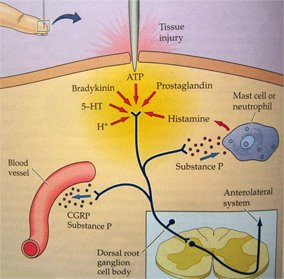 Tissue
injury
ATP
Bradykinin
Prostaglandin
5–HT
H+
Histamine
Mast cell or
neutrophil
Substance P
Blood
vessel
CGRP
Substance P
Anterolateral
system
Dorsal root
ganglion
cell body